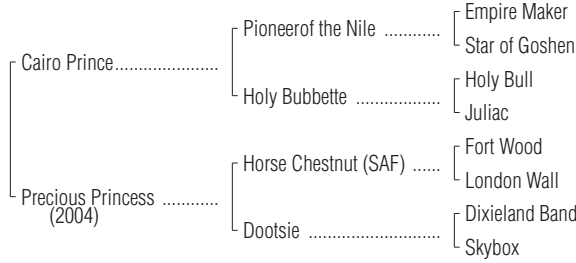 Empire Maker
Pioneerof the Nile ............
Star of Goshen
Cairo Prince......................
Holy Bull
Holy Bubbette ..................
Juliac
Fort Wood
Horse Chestnut (SAF) ......
London Wall
Precious Princess ............
(2004)
Dixieland Band
Dootsie ............................
Skybox